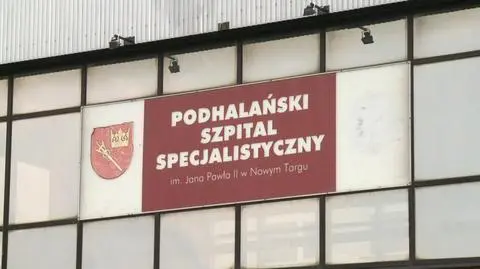 PODHALAŃSKI
SZPITAL
SPECJALISTYCZNY
im. Jana Pawła II w Nowym Targu